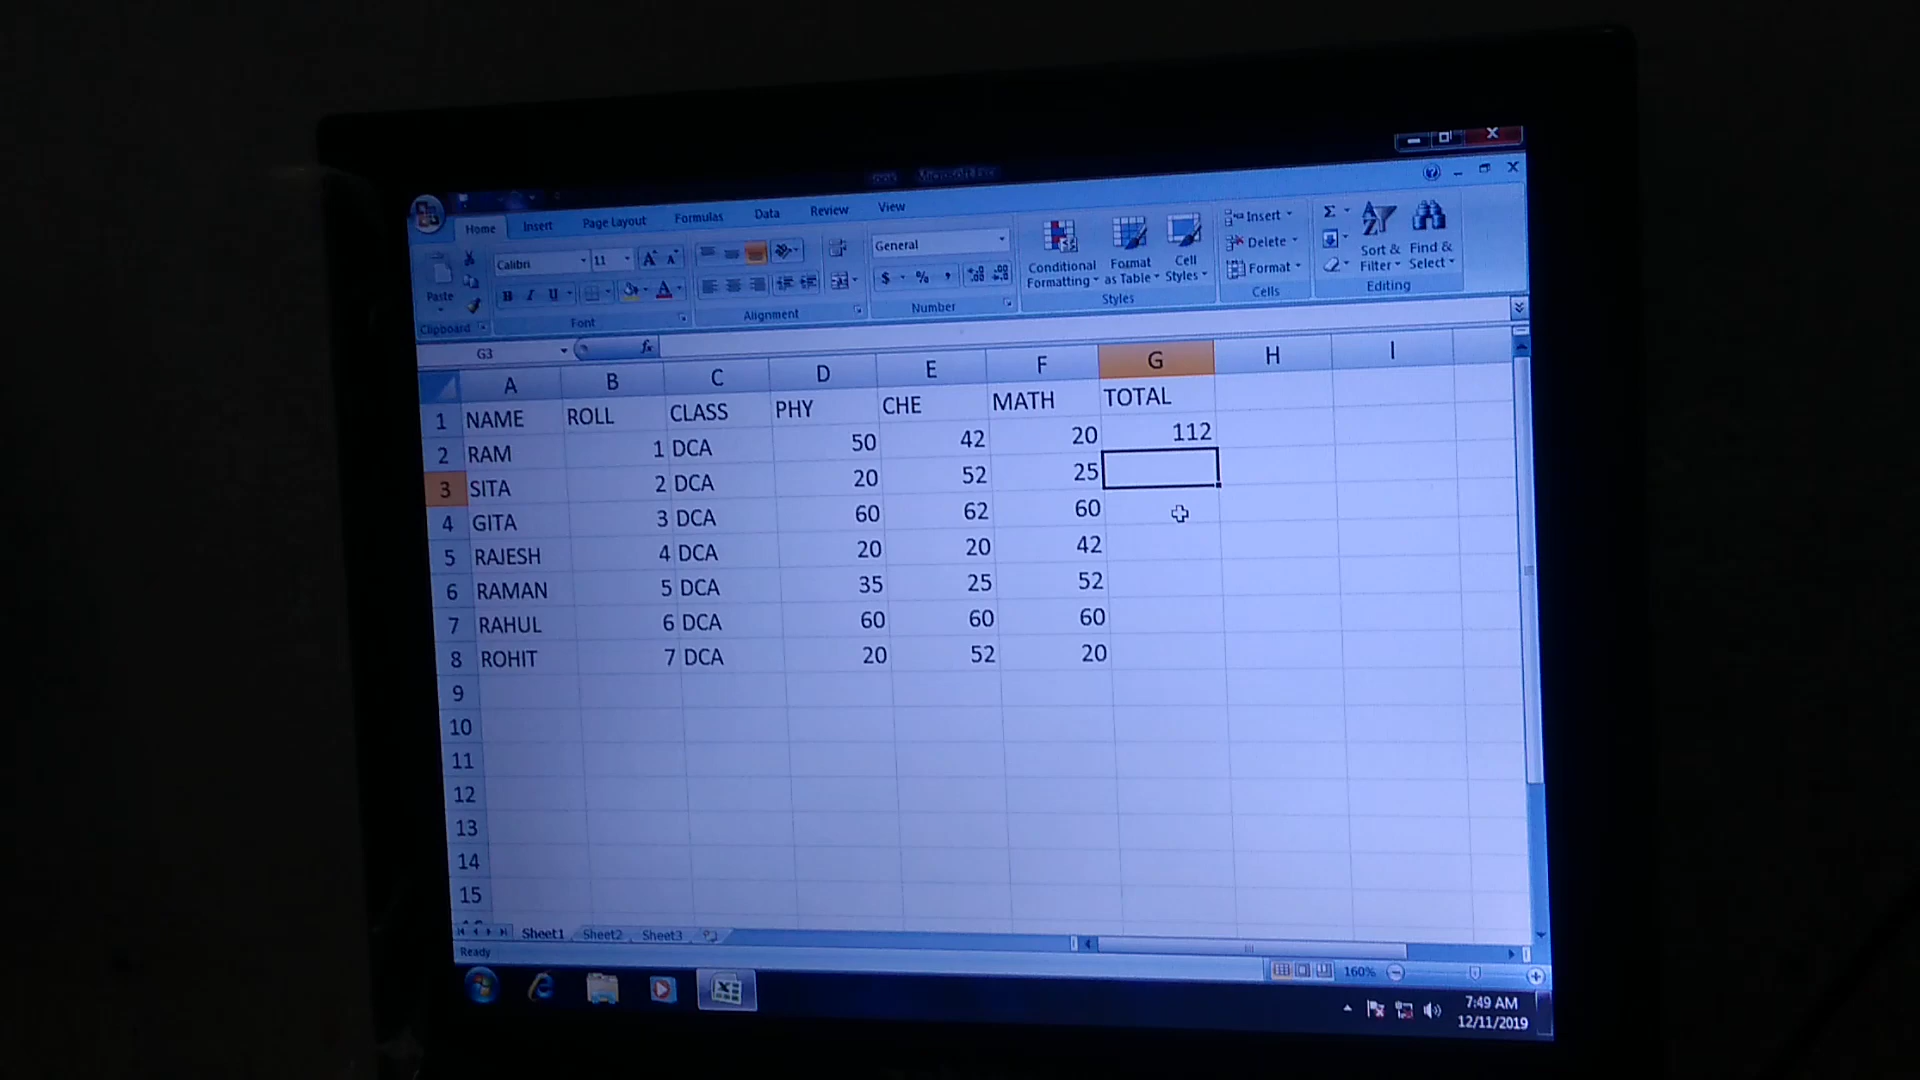 Microsoft Exc
Home Insert Page Layout Formulas Data Review View
Paste
Clipboard
Calibri 11
B I U
Font
Alignment
General
$ % ,
Number
Conditional Formatting
Format as Table
Cell Styles
Styles
Insert
Delete
Format
Cells
Σ
Sort & Filter
Find & Select
Editing
G3 fx
A B C D E F G H I
1 NAME ROLL CLASS PHY CHE MATH TOTAL
2 RAM 1 DCA 50 42 20 112
3 SITA 2 DCA 20 52 25
4 GITA 3 DCA 60 62 60
5 RAJESH 4 DCA 20 20 42
6 RAMAN 5 DCA 35 25 52
7 RAHUL 6 DCA 60 60 60
8 ROHIT 7 DCA 20 52 20
9
10
11
12
13
14
15
Sheet1 Sheet2 Sheet3
Ready 160%
7:49 AM
12/11/2019